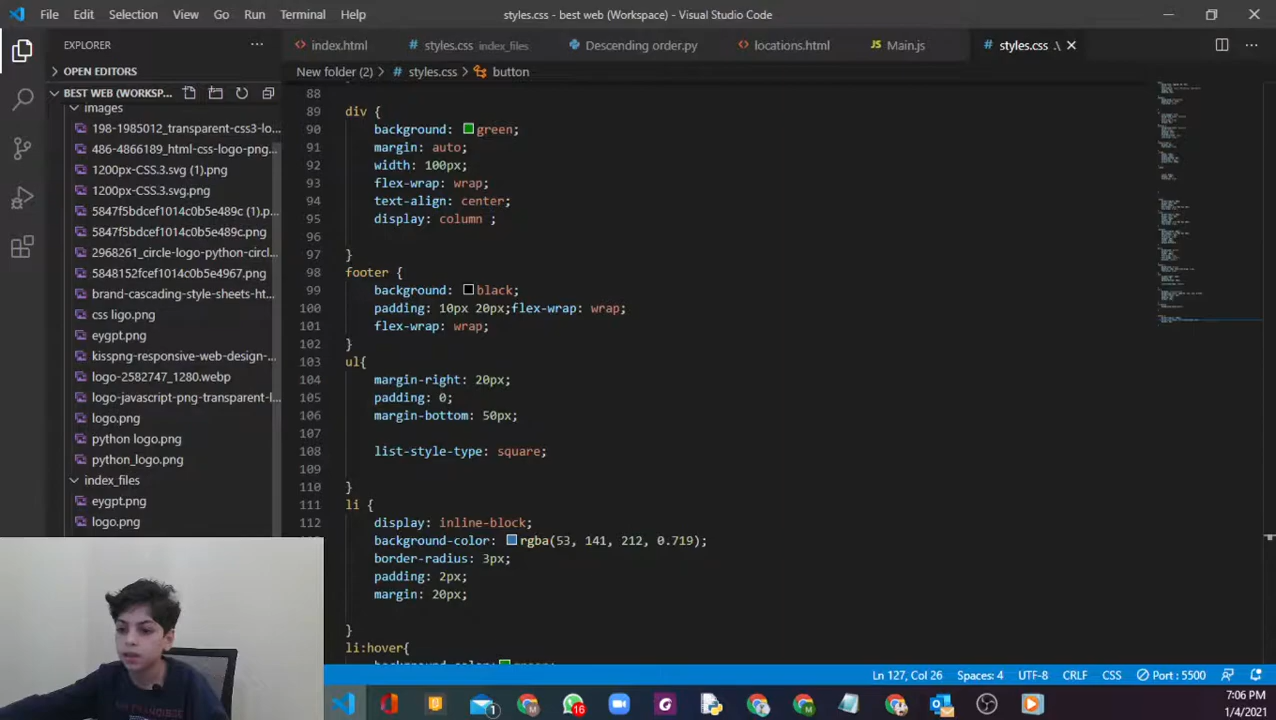 File Edit Selection View Go Run Terminal Help styles.css - best web (Workspace) - Visual Studio Code
EXPLORER
OPEN EDITORS
BEST WEB (WORKSP...
images
198-1985012_transparent-css3-lo...
486-4866189_html-css-logo-png...
1200px-CSS.3.svg (1).png
1200px-CSS.3.svg.png
5847f5bdcef1014c0b5e489c (1).p...
5847f5bdcef1014c0b5e489c.png
2968261_circle-logo-python-circl...
5848152fcef1014c0b5e4967.png
brand-cascading-style-sheets-ht...
css ligo.png
eygpt.png
kisspng-responsive-web-design-...
logo-2582747_1280.webp
logo-javascript-png-transparent-l...
logo.png
python logo.png
python_logo.png
index_files
eygpt.png
logo.png
index.html styles.css index_files Descending order.py locations.html JS Main.js styles.css .\
New folder (2) > styles.css > button
88
89 div {
90 background: green;
91 margin: auto;
92 width: 100px;
93 flex-wrap: wrap;
94 text-align: center;
95 display: column ;
96
97 }
98 footer {
99 background: black;
100 padding: 10px 20px;flex-wrap: wrap;
101 flex-wrap: wrap;
102 }
103 ul{
104 margin-right: 20px;
105 padding: 0;
106 margin-bottom: 50px;
107
108 list-style-type: square;
109
110 }
111 li {
112 display: inline-block;
background-color: rgba(53, 141, 212, 0.719);
border-radius: 3px;
padding: 2px;
margin: 20px;
}
li:hover{
background-color: green;
Ln 127, Col 26 Spaces: 4 UTF-8 CRLF CSS Port : 5500
16
1
7:06 PM
1/4/2021